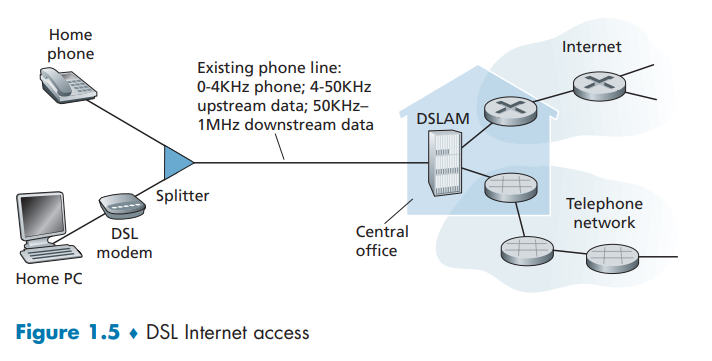 Home
phone
Existing phone line:
0-4KHz phone; 4-50KHz
upstream data; 50KHz–
1MHz downstream data
Internet
DSLAM
Splitter
DSL
modem
Home PC
Central
office
Telephone
network
Figure 1.5 ♦ DSL Internet access